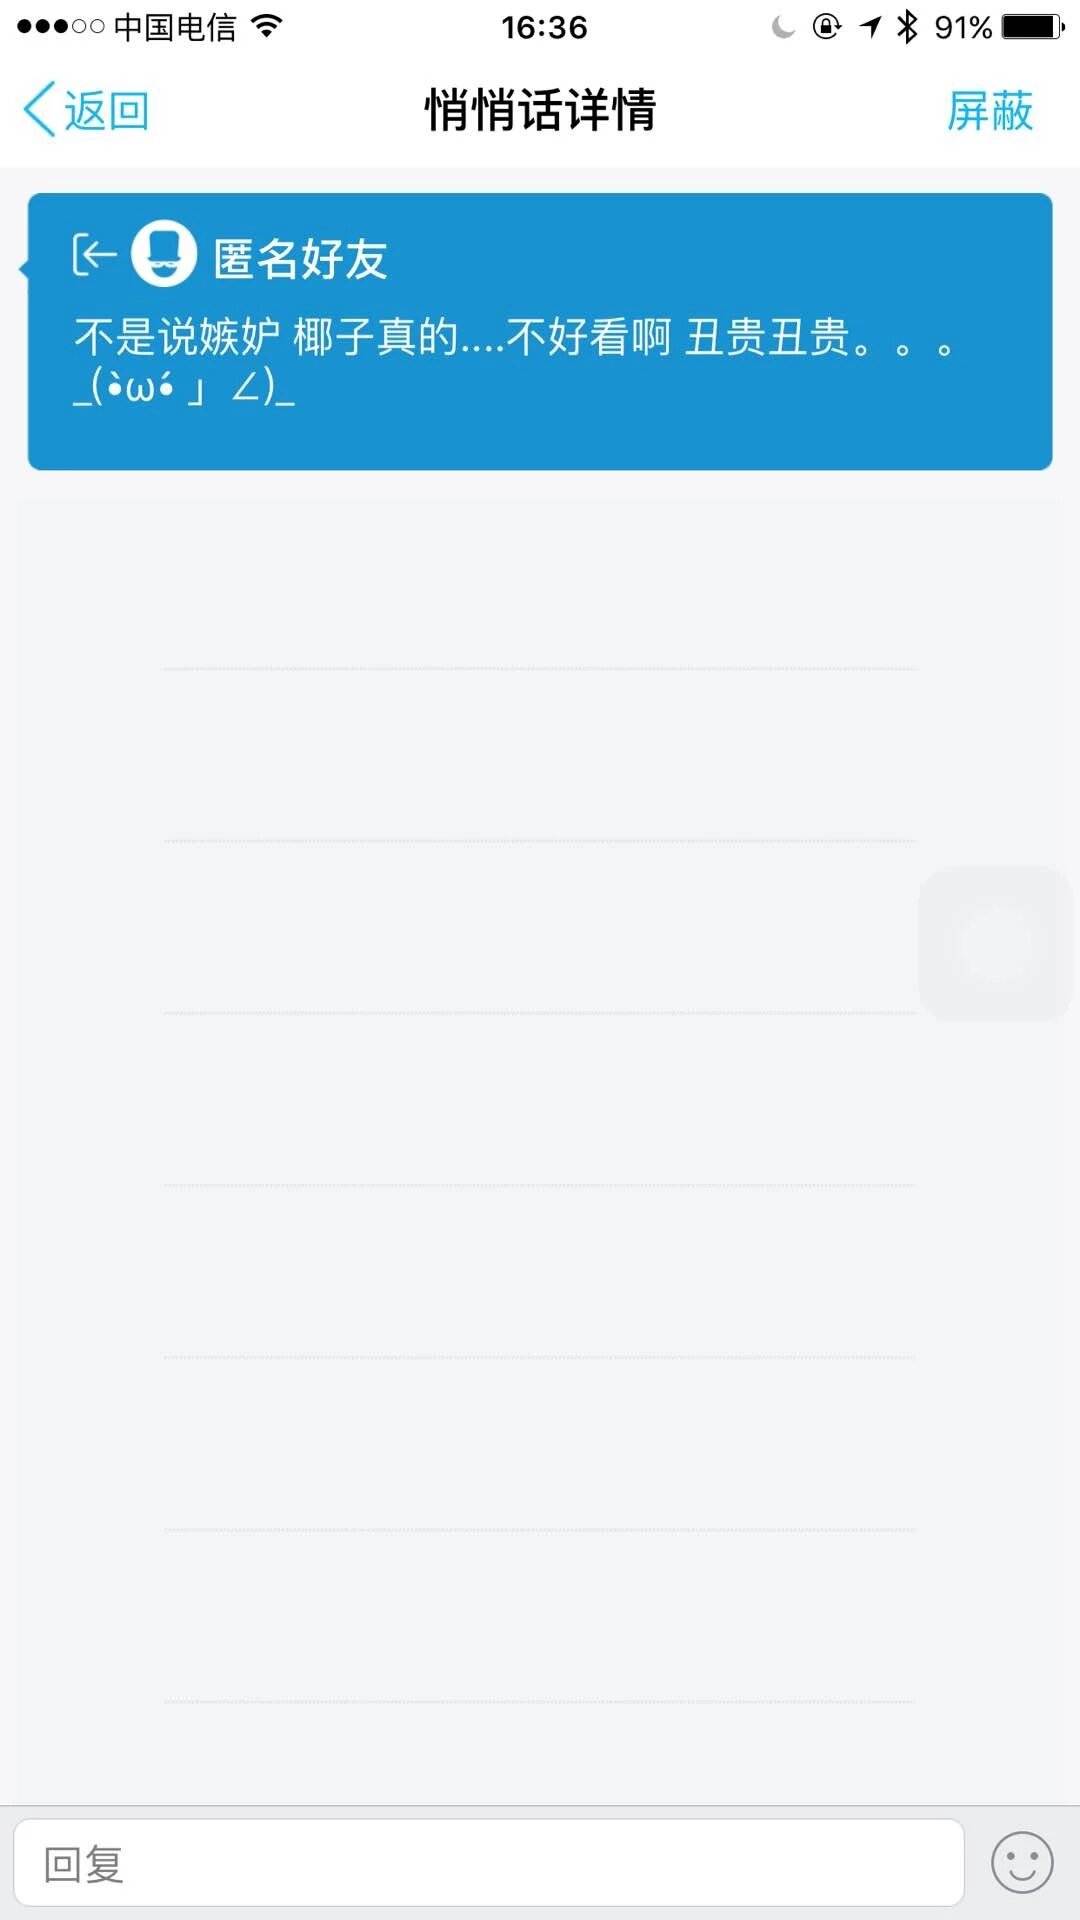 中国电信 16:36 91%
返回 悄悄话详情 屏蔽
匿名好友
不是说嫉妒 椰子真的....不好看啊 丑贵丑贵。。。
_(•̀ω•́ 」∠)_
回复